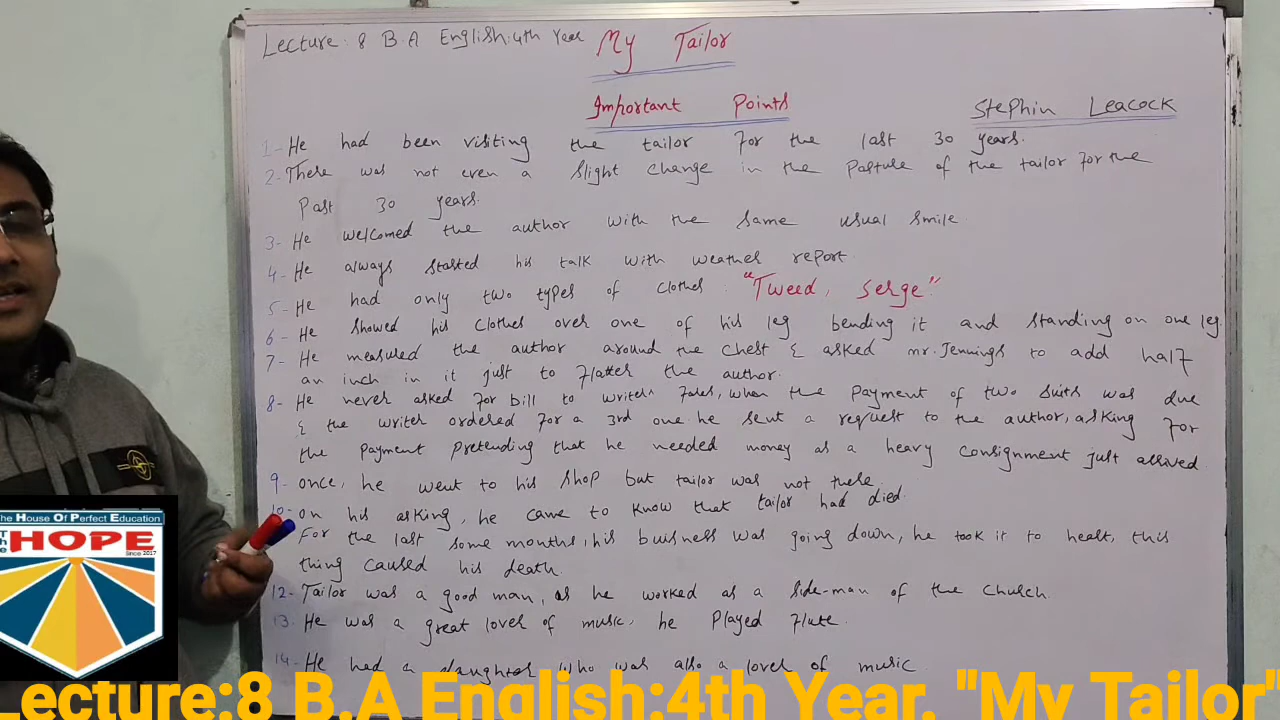 Lecture: 8 B.A English:4th Year My Tailor
Important Points
Stephin Leacock
1- He had been visiting the tailor for the last 30 years.
2- There was not even a slight change in the Pasture of the tailor for the
Past 30 years.
3- He welcomed the author with the same usual smile
4- He always started his talk with weather report
5- He had only two types of clothes: "Tweed, Serge"
6- He showed his clothes over one of his leg bending it and standing on one leg.
7- He measured the author around the chest & asked mr. Jennings to add half
an inch in it just to flatter the author.
8- He never asked for bill to writer, when the payment of two suits was due
& the writer ordered for a 3rd one. he sent a request to the author, asking for
the payment pretending that he needed money as a heavy consignment just arrived.
9- once, he went to his shop but tailor was not there.
10- on his asking, he came to know that tailor had died.
For the last some months, his buisness was going down, he took it to heart, this
thing caused his death.
12- Tailor was a good man, as he worked as a side-man of the Church.
13- He was a great lover of music, he played flute.
14- He had a daughter who was also a lover of music
The House Of Perfect Education
The
HOPE
Since 2017
Lecture:8 B.A English:4th Year. "My Tailor"